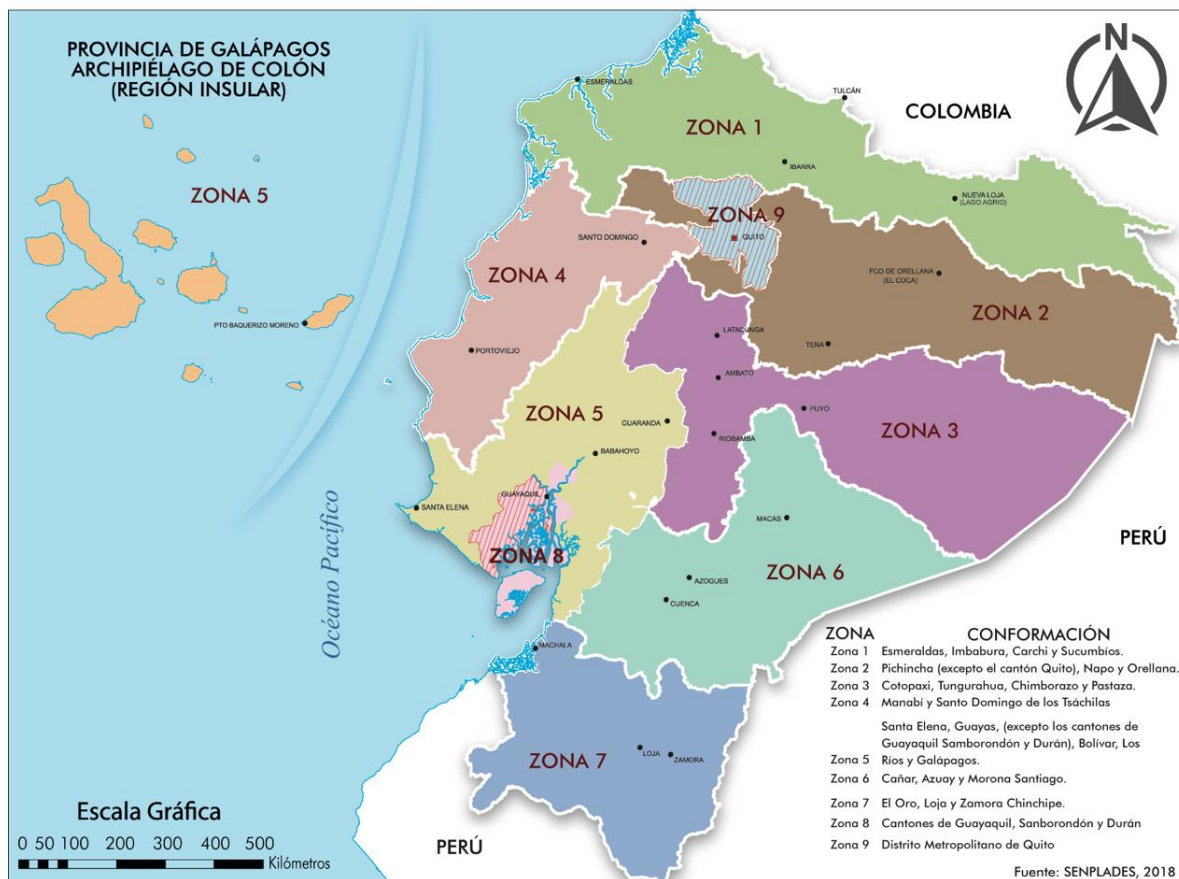 PROVINCIA DE GALÁPAGOS
ARCHIPIÉLAGO DE COLÓN
(REGIÓN INSULAR)
N
COLOMBIA
ESMERALDAS
TULCÁN
ZONA 1
IBARRA
NUEVA LOJA
(LAGO AGRIO)
ZONA 5
ZONA 9
QUITO
SANTO DOMINGO
ZONA 4
FCO DE ORELLANA
(EL COCA)
ZONA 2
PTO BAQUERIZO MORENO
PORTOVIEJO
LATACUNGA
TENA
AMBATO
PUYO
ZONA 5
GUARANDA
RIOBAMBA
ZONA 3
BABAHOYO
GUAYAQUIL
SANTA ELENA
MACAS
PERÚ
Océano Pacífico
ZONA 8
ZONA 6
AZOGUES
CUENCA
MACHALA
ZONA 7
LOJA
ZAMORA
PERÚ
ZONA CONFORMACIÓN
Zona 1 Esmeraldas, Imbabura, Carchi y Sucumbíos.
Zona 2 Pichincha (excepto el cantón Quito), Napo y Orellana.
Zona 3 Cotopaxi, Tungurahua, Chimborazo y Pastaza.
Zona 4 Manabí y Santo Domingo de los Tsáchilas
Santa Elena, Guayas, (excepto los cantones de
Guayaquil Samborondón y Durán), Bolívar, Los
Zona 5 Ríos y Galápagos.
Zona 6 Cañar, Azuay y Morona Santiago.
Zona 7 El Oro, Loja y Zamora Chinchipe.
Zona 8 Cantones de Guayaquil, Sanborondón y Durán
Zona 9 Distrito Metropolitano de Quito
Escala Gráfica
0 50 100 200 300 400 500
Kilómetros
Fuente: SENPLADES, 2018